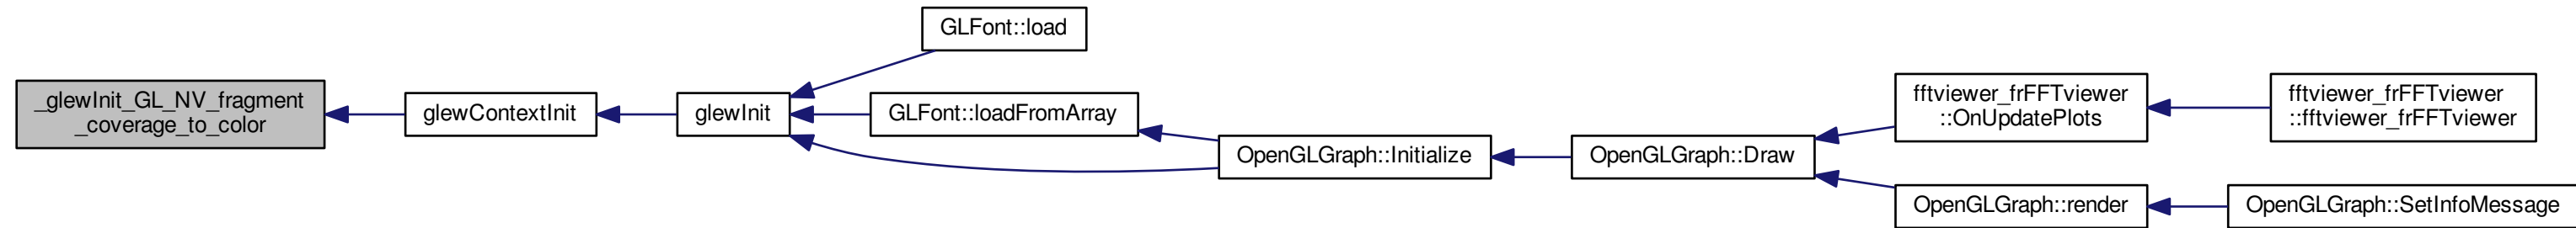 _glewInit_GL_NV_fragment
_coverage_to_color
glewContextInit
glewInit
GLFont::load
GLFont::loadFromArray
OpenGLGraph::Initialize
OpenGLGraph::Draw
fftviewer_frFFTviewer
::OnUpdatePlots
fftviewer_frFFTviewer
::fftviewer_frFFTviewer
OpenGLGraph::render
OpenGLGraph::SetInfoMessage